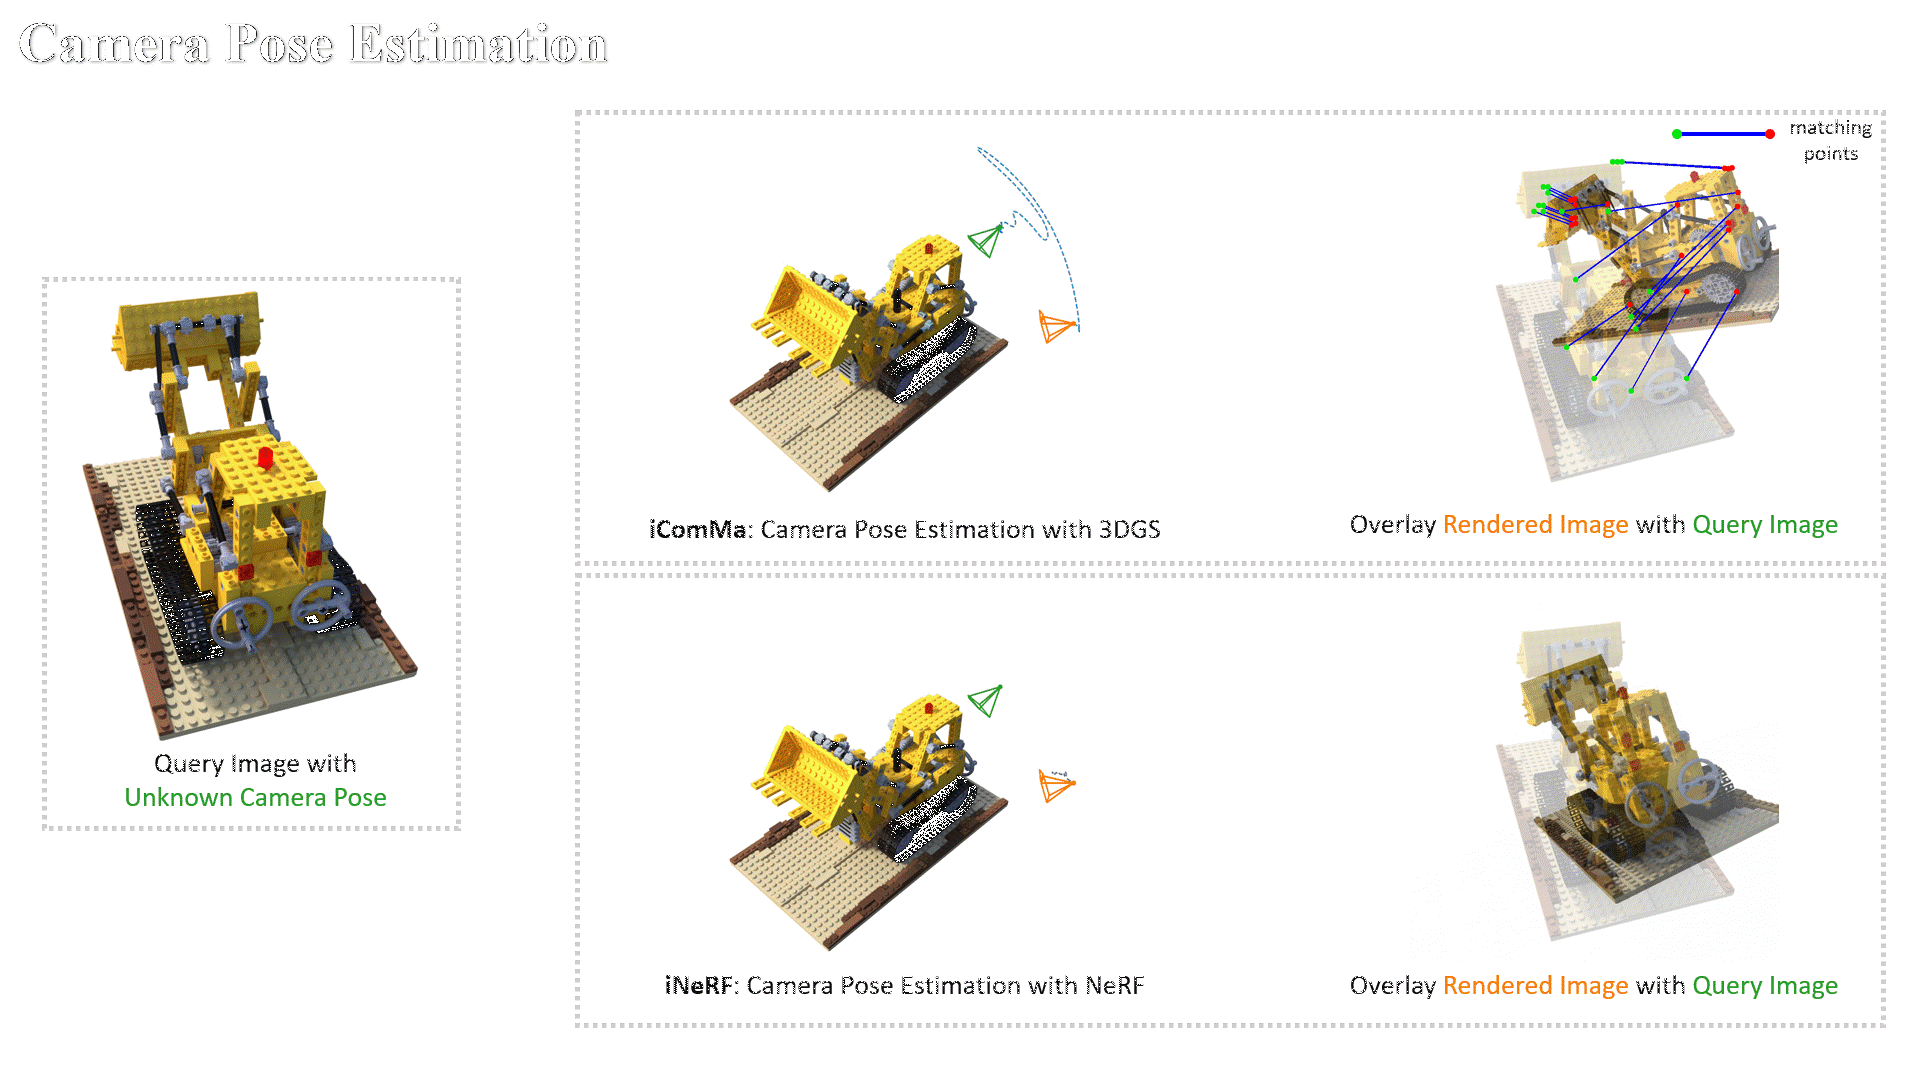 Camera Pose Estimation
matching
points
Query Image with
Unknown Camera Pose
iComMa: Camera Pose Estimation with 3DGS
Overlay Rendered Image with Query Image
iNeRF: Camera Pose Estimation with NeRF
Overlay Rendered Image with Query Image